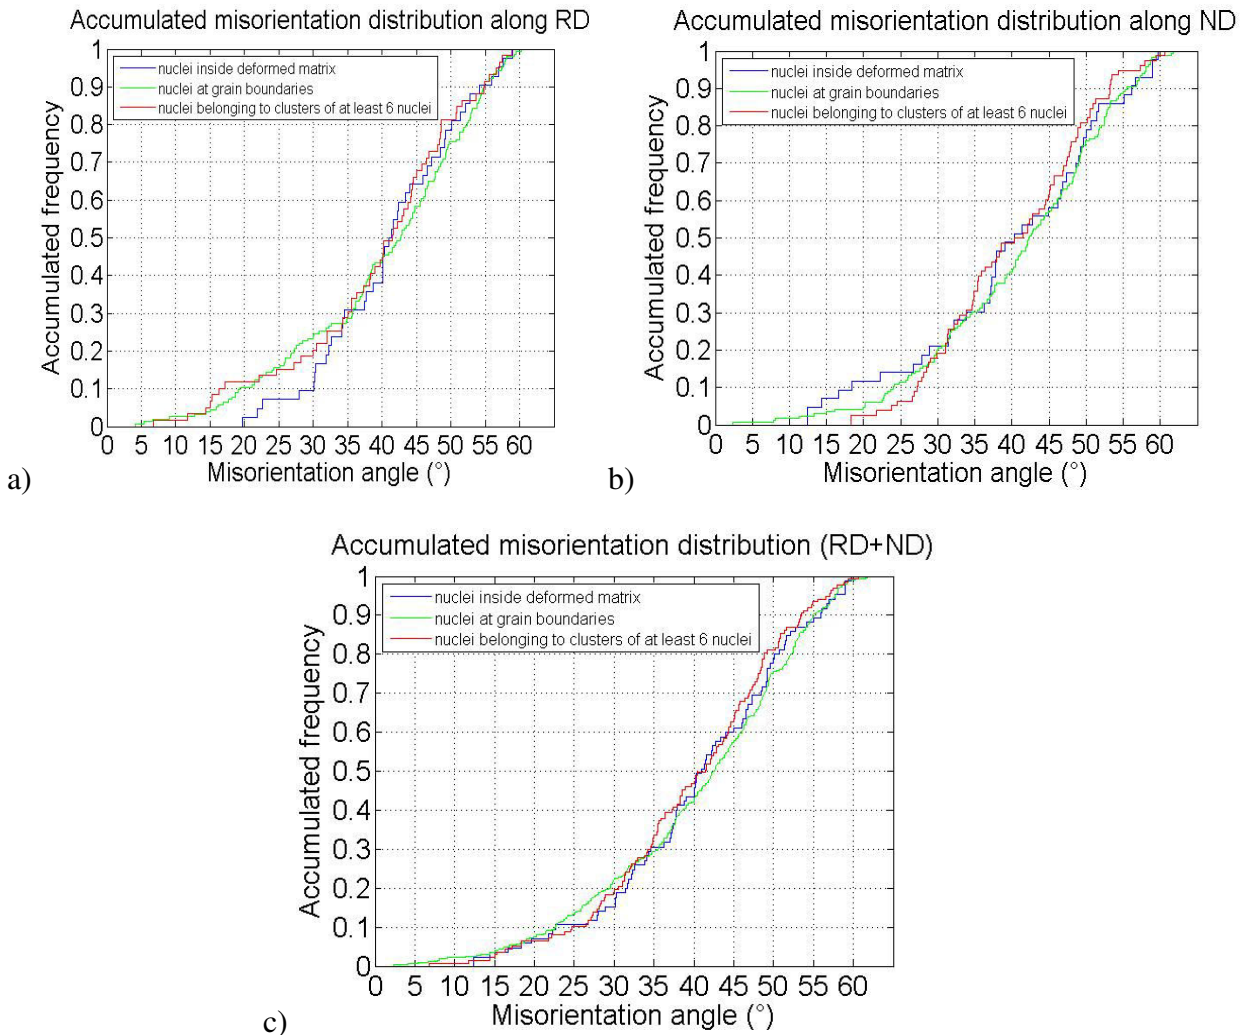 Accumulated misorientation distribution along RD
1
0.9
0.8
0.7
0.6
0.5
0.4
0.3
0.2
0.1
0
Accumulated frequency
nuclei inside deformed matrix
nuclei at grain boundaries
nuclei belonging to clusters of at least 6 nuclei
0 5 10 15 20 25 30 35 40 45 50 55 60
Misorientation angle (°)
a)
Accumulated misorientation distribution along ND
1
0.9
0.8
0.7
0.6
0.5
0.4
0.3
0.2
0.1
0
Accumulated frequency
nuclei inside deformed matrix
nuclei at grain boundaries
nuclei belonging to clusters of at least 6 nuclei
0 5 10 15 20 25 30 35 40 45 50 55 60
Misorientation angle (°)
b)
Accumulated misorientation distribution (RD+ND)
1
0.9
0.8
0.7
0.6
0.5
0.4
0.3
0.2
0.1
0
Accumulated frequency
nuclei inside deformed matrix
nuclei at grain boundaries
nuclei belonging to clusters of at least 6 nuclei
0 5 10 15 20 25 30 35 40 45 50 55 60
Misorientation angle (°)
c)